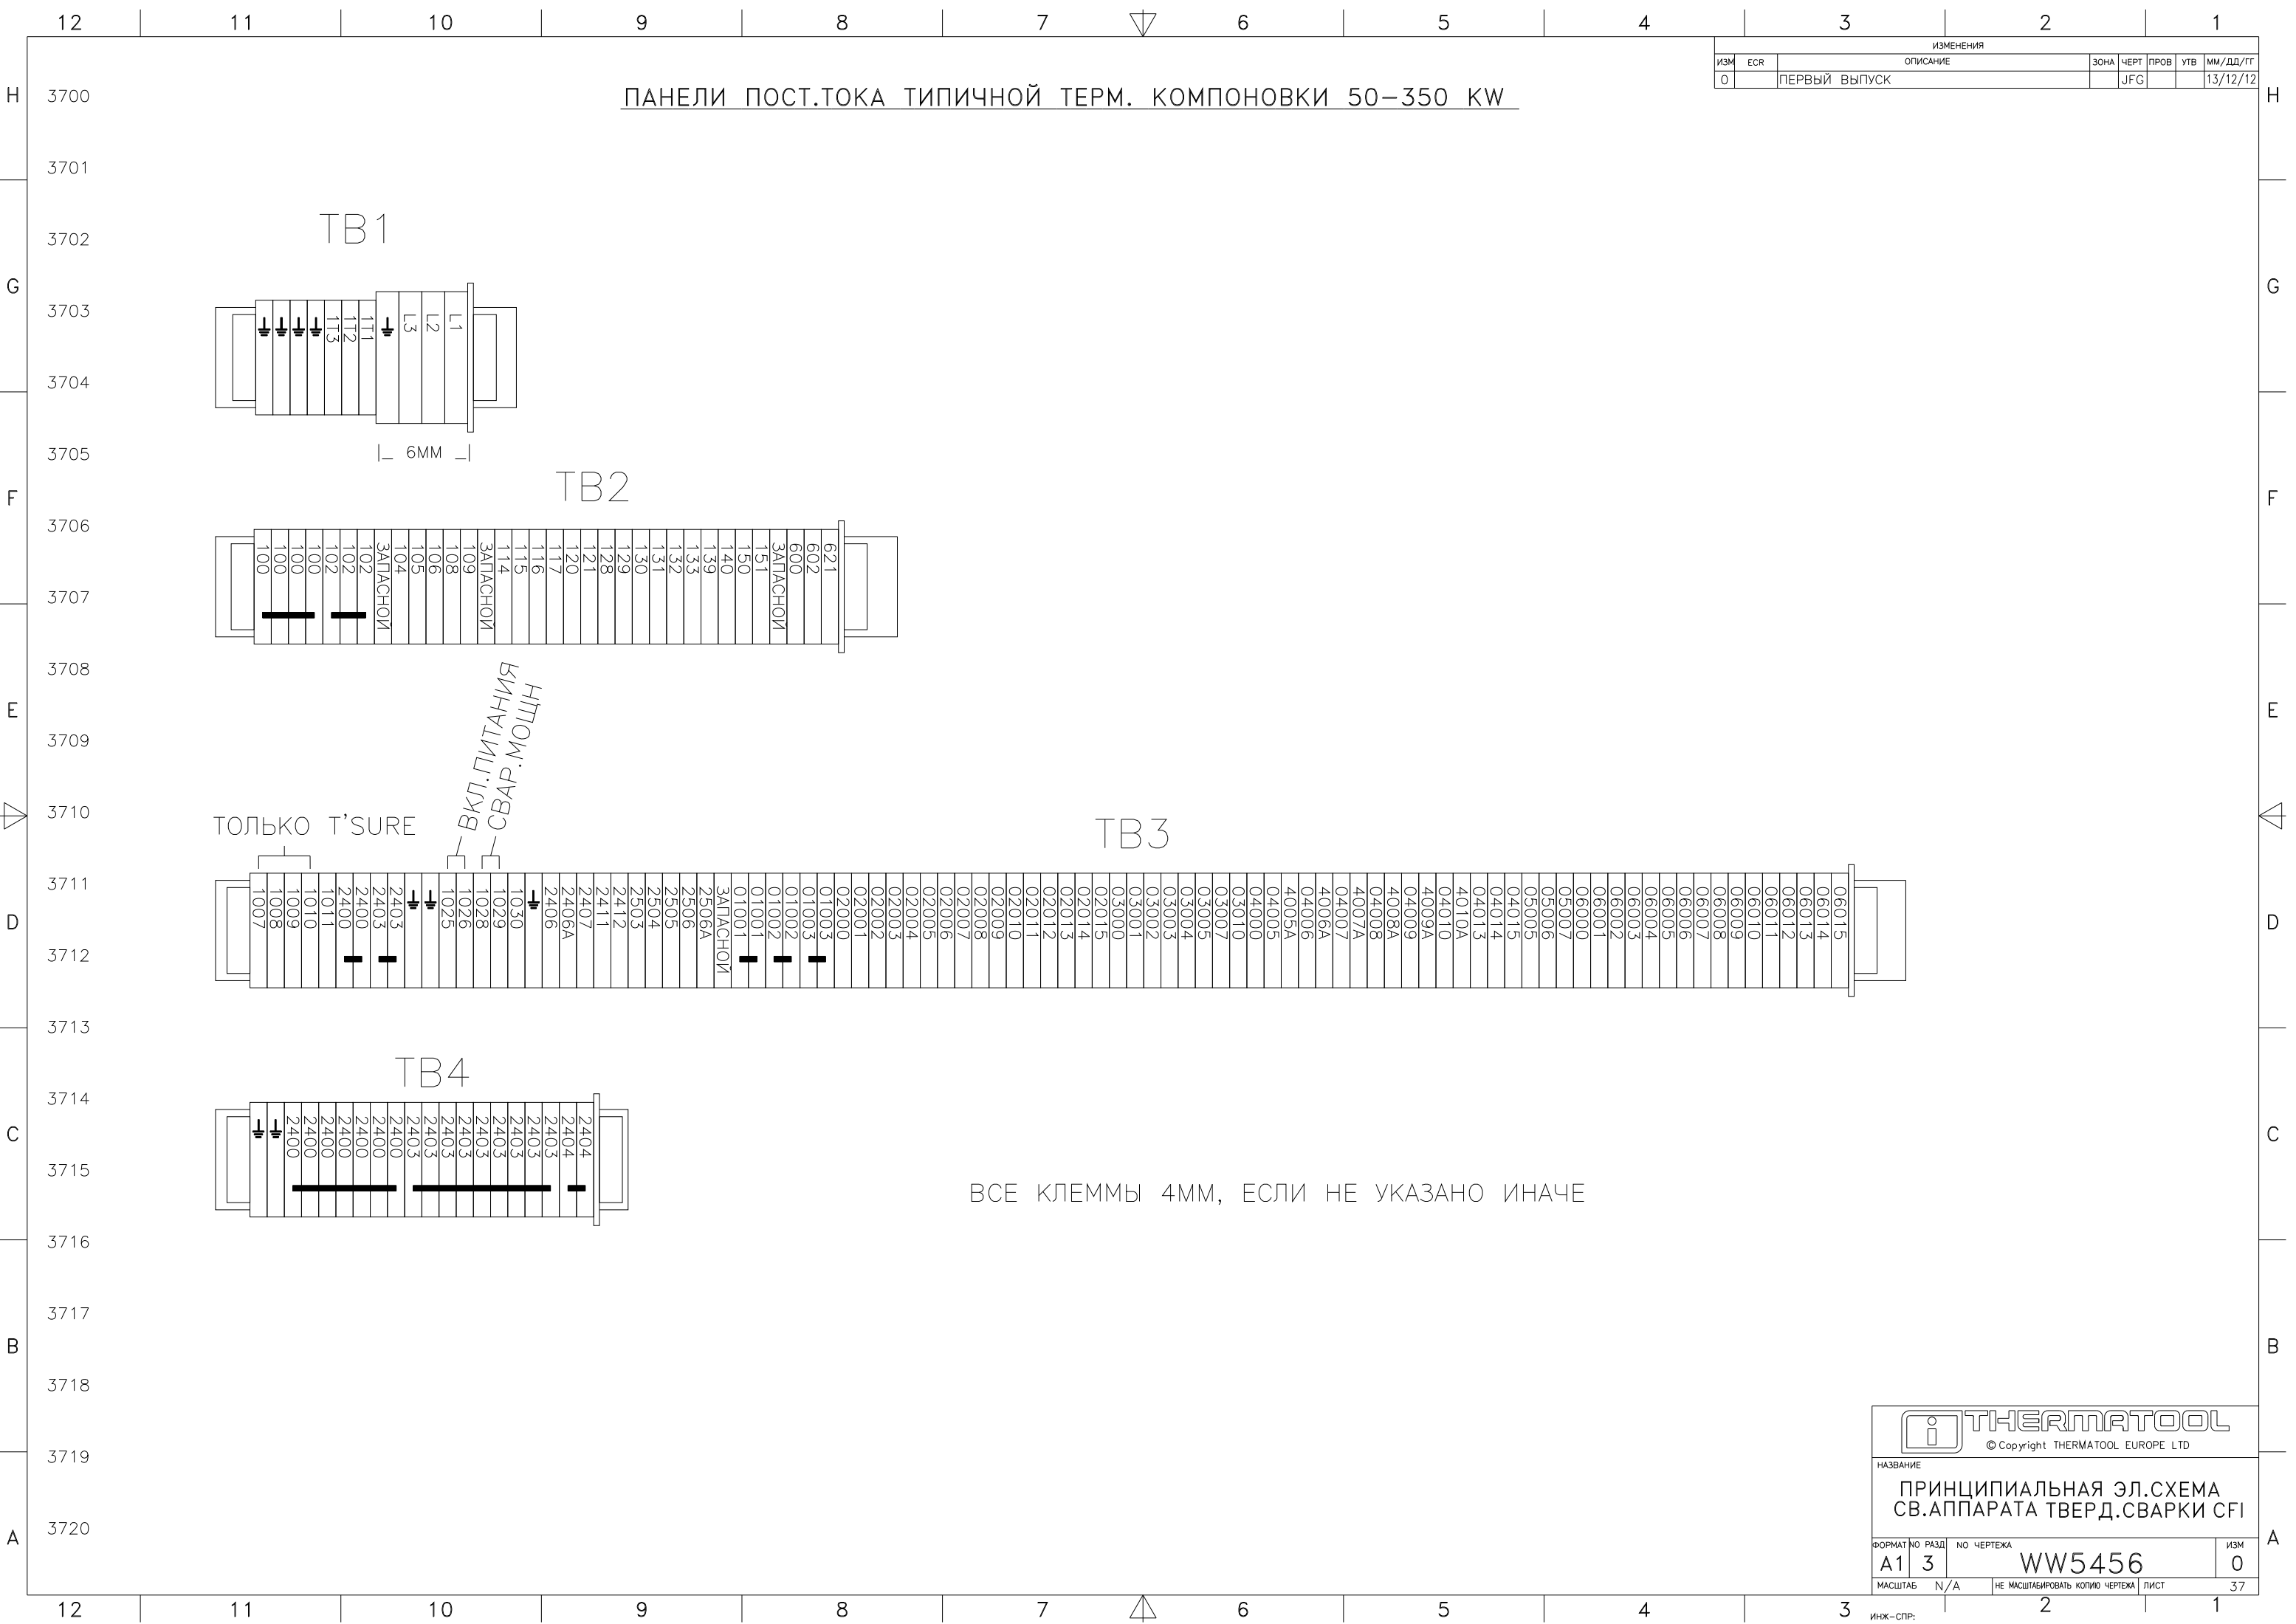 12 11 10 9 8 7 6 5 4 3 2 1
ИЗМЕНЕНИЯ
ИЗМ ECR ОПИСАНИЕ ЗОНА ЧЕРТ ПРОВ УТВ ММ/ДД/ГГ
0 ПЕРВЫЙ ВЫПУСК JFG 13/12/12
H 3700 ПАНЕЛИ ПОСТ.ТОКА ТИПИЧНОЙ ТЕРМ. КОМПОНОВКИ 50-350 KW H
3701
TB1
3702
G G
3703
1T3 1T2 1T1 L3 L2 L1
3704
3705
6ММ
TB2
F F
3706
100 100 100 100 102 102 102 ЗАПАСНОЙ 104 105 106 108 109 ЗАПАСНОЙ 114 115 116 117 120 121 128 129 130 131 132 133 139 140 150 151 ЗАПАСНОЙ 600 602 621
3707
3708
E E
3709
ВКЛ.ПИТАНИЯ
СВАР.МОЩН
3710
ТОЛЬКО T'SURE
TB3
3711
1007 1008 1009 1010 1011 2400 2400 2403 2403 1025 1026 1028 1029 1030 2406 2406A 2407 2411 2412 2503 2504 2505 2506 2506A ЗАПАСНОЙ 01001 01001 01002 01002 01003 01003 02000 02001 02002 02003 02004 02005 02006 02007 02008 02009 02010 02011 02012 02013 02014 02015 03000 03001 03002 03003 03004 03005 03007 03010 04000 04005 4005A 04006 4006A 04007 4007A 04008 4008A 04009 4009A 04010 4010A 04013 04014 04015 05005 05006 05007 06000 06001 06002 06003 06004 06005 06006 06007 06008 06009 06010 06011 06012 06013 06014 06015
D D
3712
3713
TB4
3714
2400 2400 2400 2400 2400 2400 2400 2403 2403 2403 2403 2403 2403 2403 2403 2403 2404 2404
C C
3715
ВСЕ КЛЕММЫ 4ММ, ЕСЛИ НЕ УКАЗАНО ИНАЧЕ
3716
3717
B B
3718
3719
3720
A A
THERMATOOL
© Copyright THERMATOOL EUROPE LTD
НАЗВАНИЕ
ПРИНЦИПИАЛЬНАЯ ЭЛ.СХЕМА
СВ.АППАРАТА ТВЕРД.СВАРКИ CFI
ФОРМАТ NO РАЗД NO ЧЕРТЕЖА ИЗМ
A1 3 WW5456 0
МАСШТАБ N/A НЕ МАСШТАБИРОВАТЬ КОПИЮ ЧЕРТЕЖА ЛИСТ 37
12 11 10 9 8 7 6 5 4 3 2 1
ИНЖ-СПР: